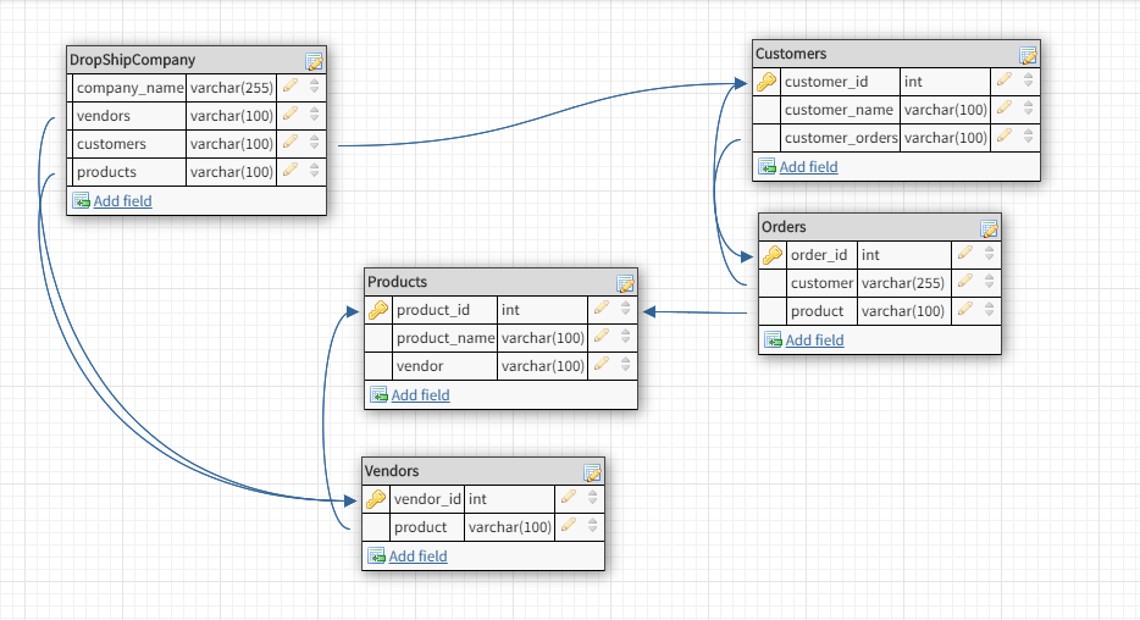 DropShipCompany
company_name varchar(255)
vendors varchar(100)
customers varchar(100)
products varchar(100)
Add field
Customers
customer_id int
customer_name varchar(100)
customer_orders varchar(100)
Add field
Orders
order_id int
customer varchar(255)
product varchar(100)
Add field
Products
product_id int
product_name varchar(100)
vendor varchar(100)
Add field
Vendors
vendor_id int
product varchar(100)
Add field